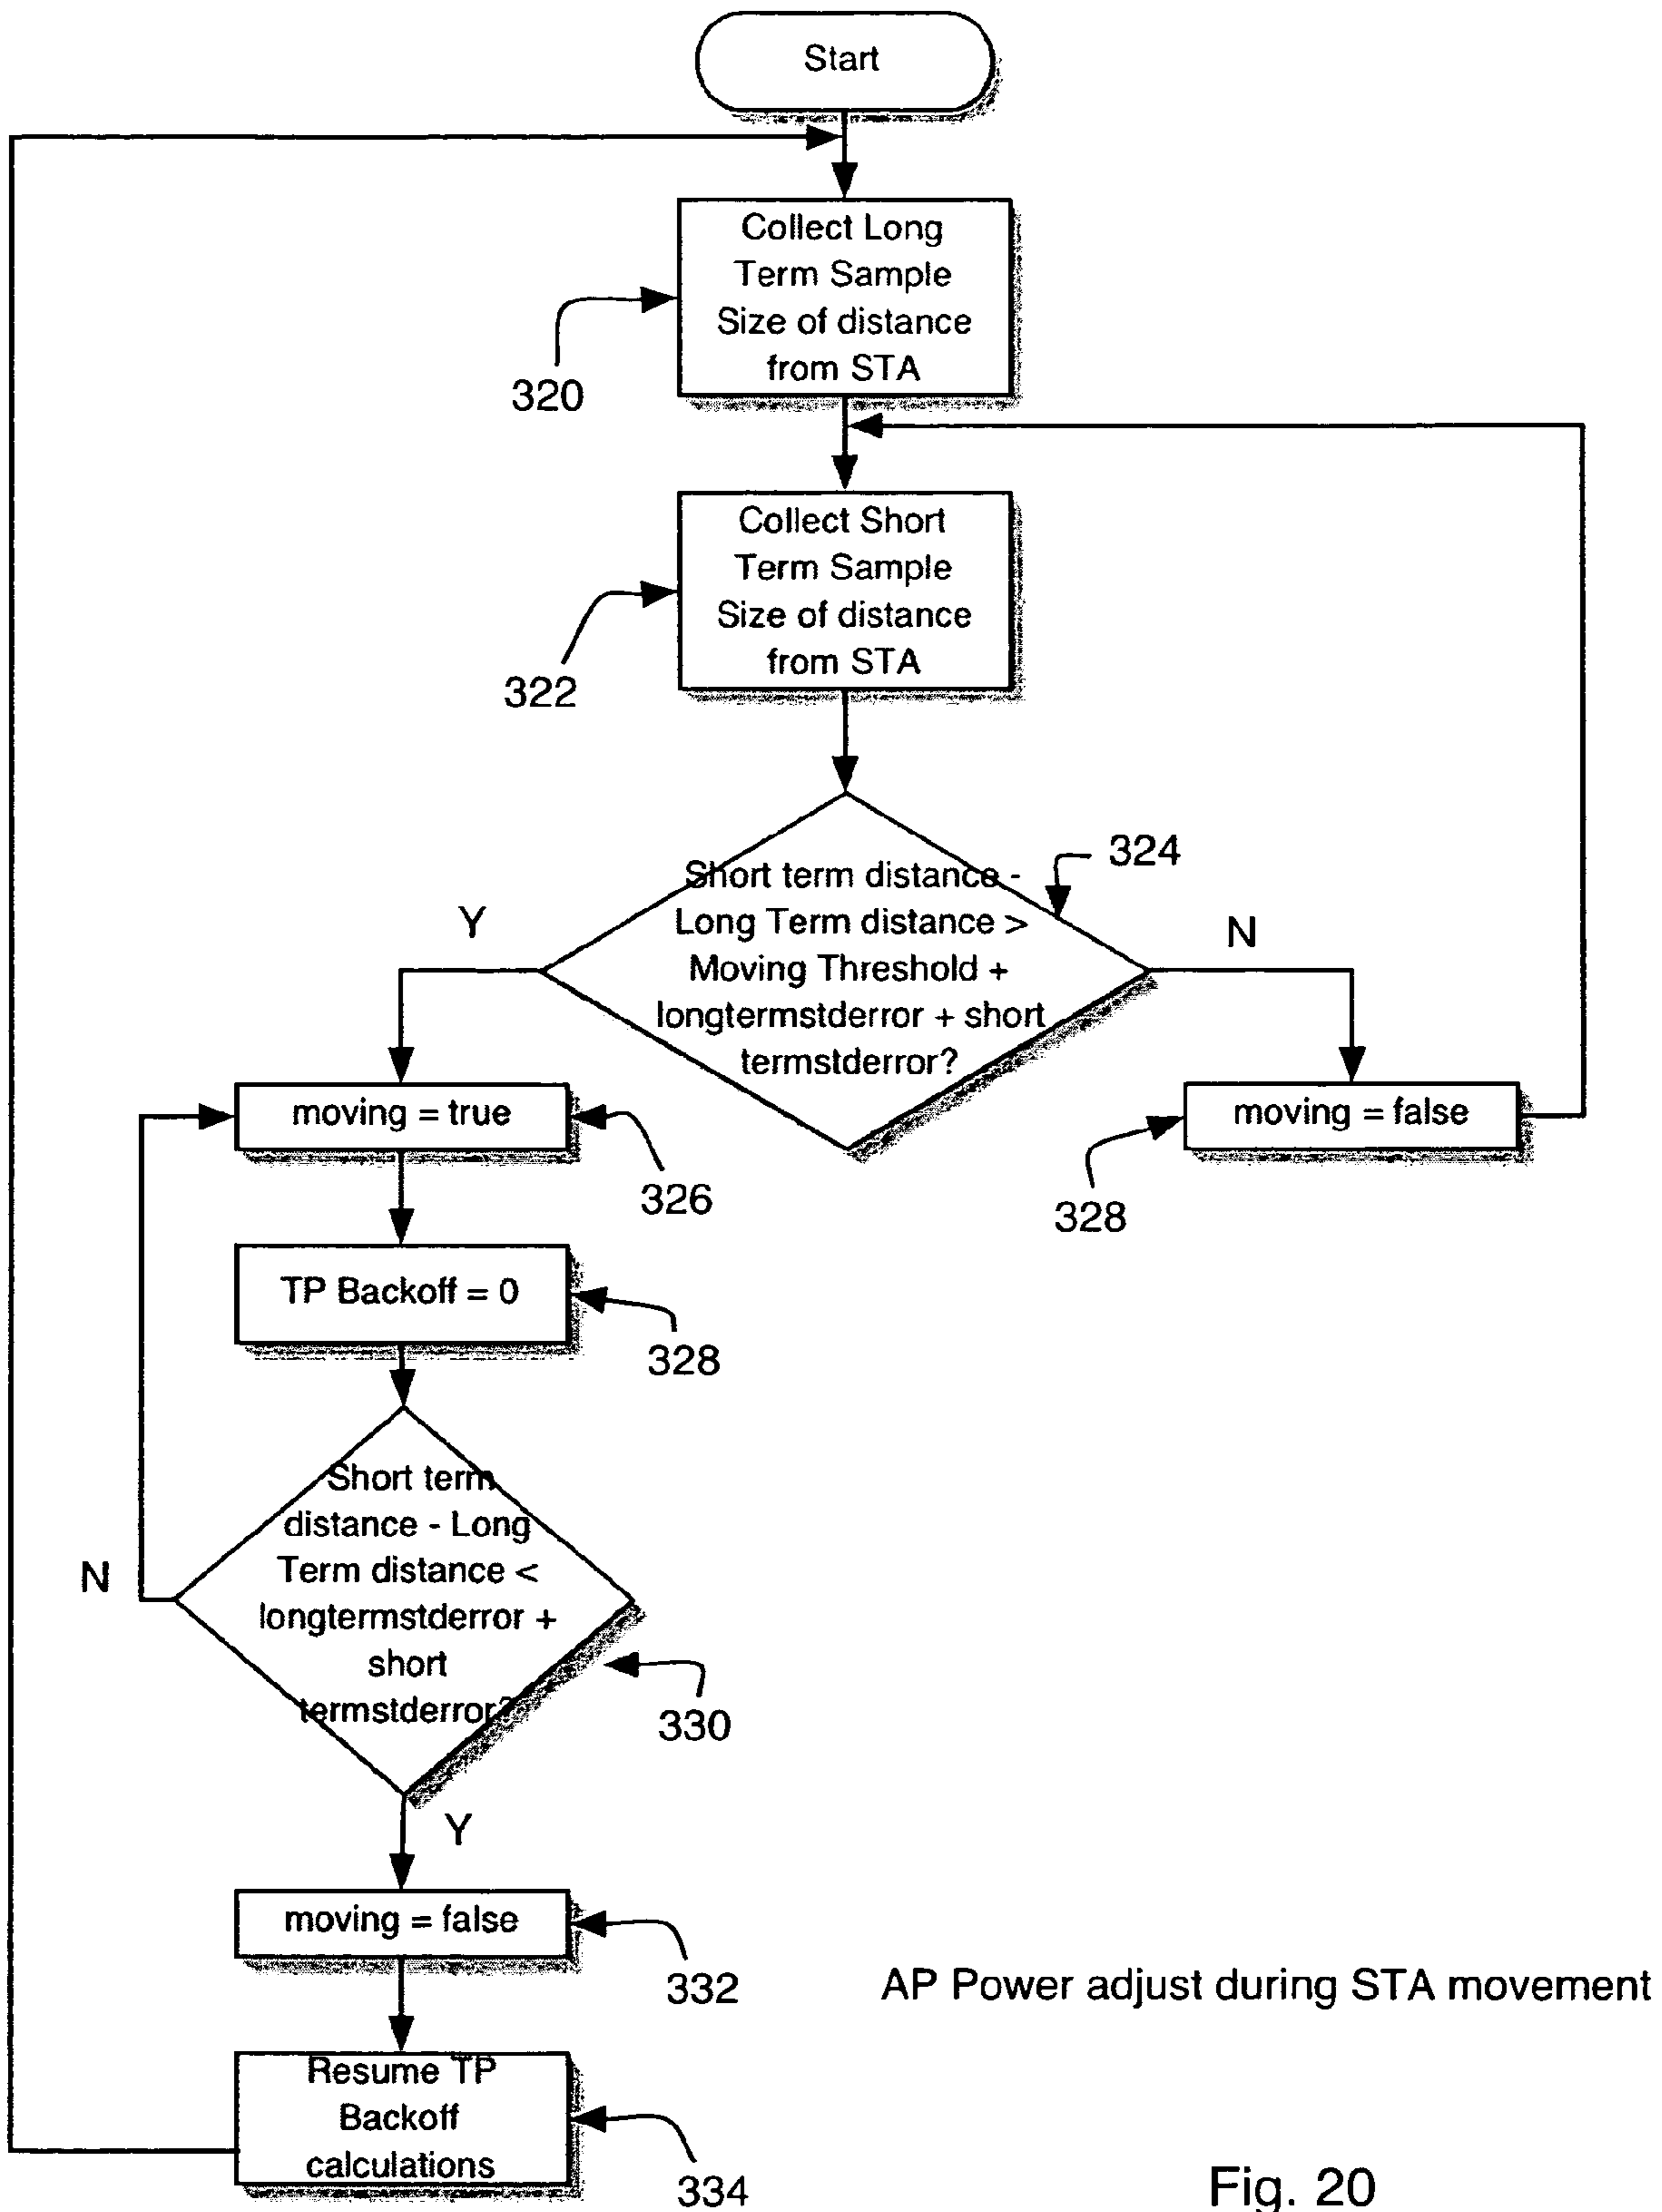 Start
Collect Long
Term Sample
Size of distance
from STA
320
Collect Short
Term Sample
Size of distance
from STA
322
Short term distance -
Long Term distance >
Moving Threshold +
longtermstderror + short
termstderror?
324
Y
N
moving = true
326
moving = false
328
TP Backoff = 0
328
Short term
distance - Long
Term distance <
longtermstderror +
short
termstderror?
N
330
Y
moving = false
332
AP Power adjust during STA movement
Resume TP
Backoff
calculations
334
Fig. 20